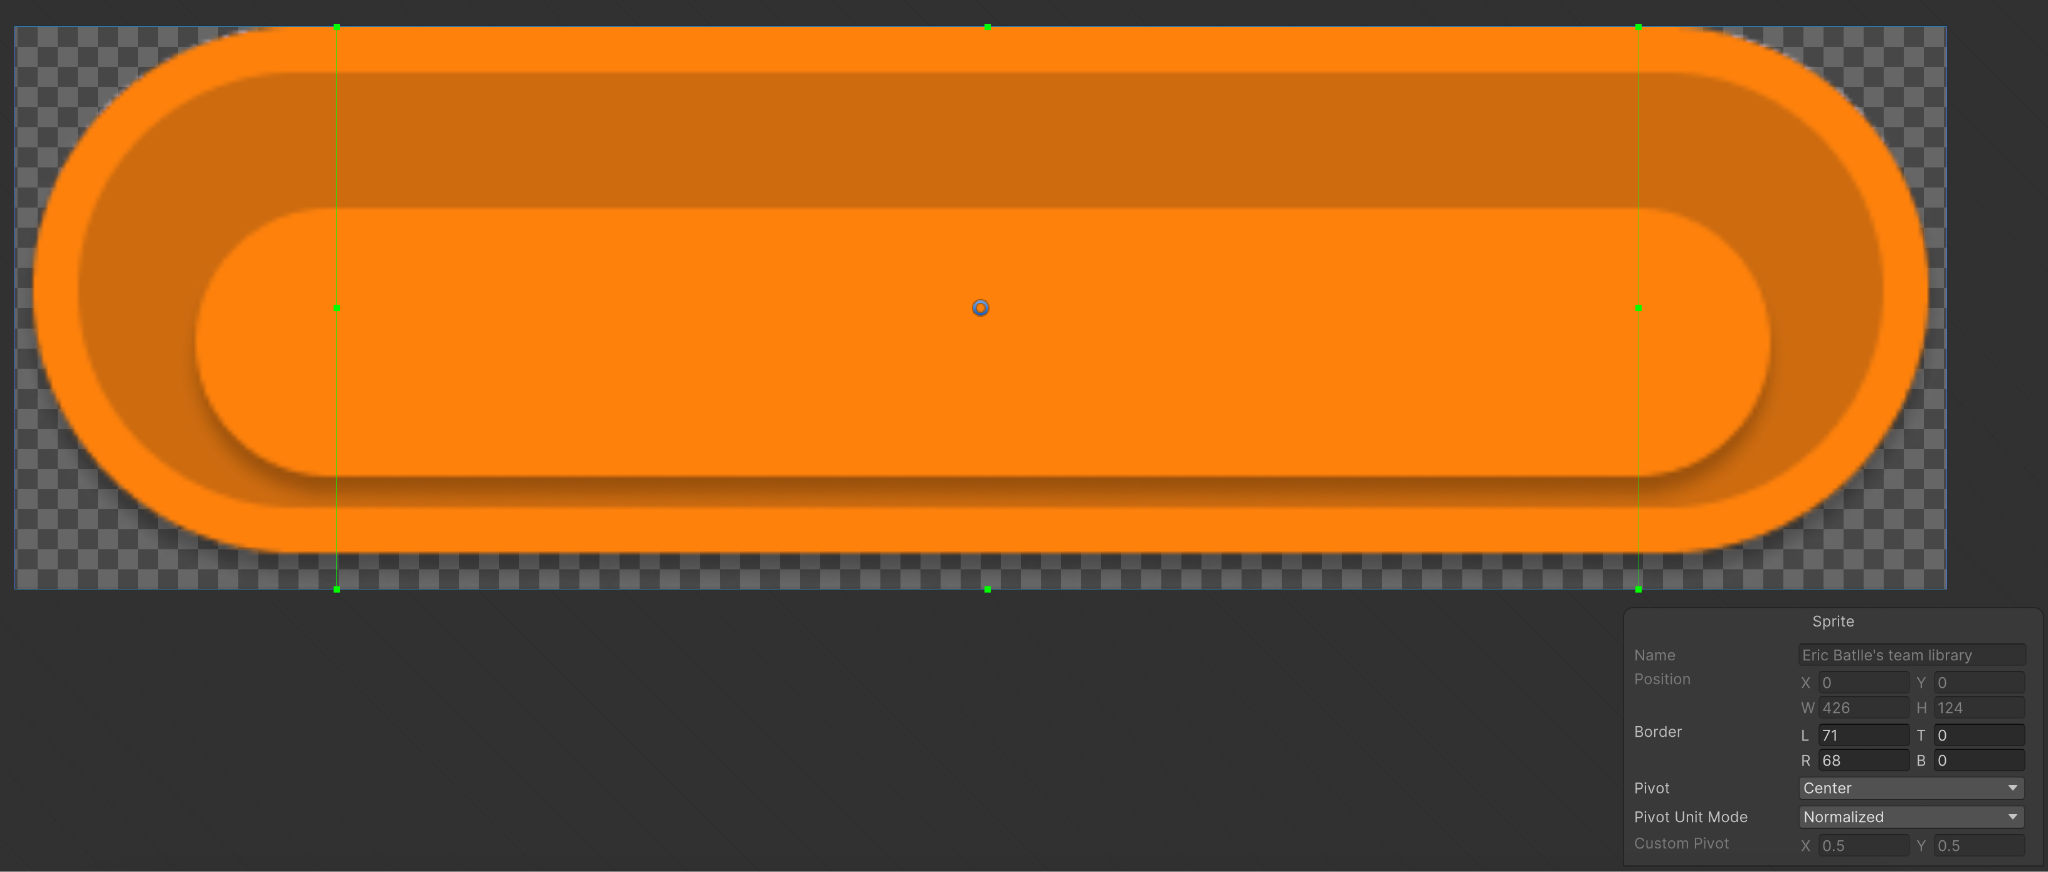 Sprite
Name Eric Batlle's team library
Position X 0 Y 0
W 426 H 124
Border L 71 T 0
R 68 B 0
Pivot Center
Pivot Unit Mode Normalized
Custom Pivot X 0.5 Y 0.5